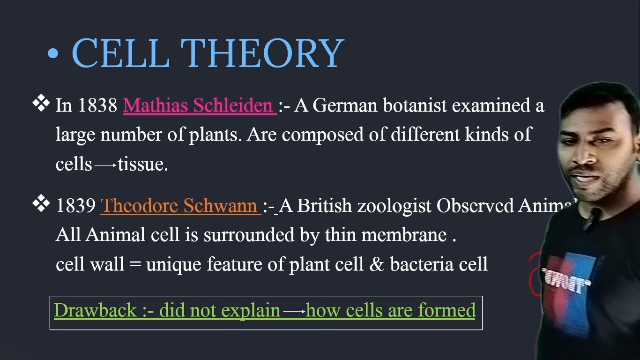 • CELL THEORY
❖ In 1838 Mathias Schleiden :- A German botanist examined a
large number of plants. Are composed of different kinds of
cells → tissue.
❖ 1839 Theodore Schwann :- A British zoologist Observed Animal
All Animal cell is surrounded by thin membrane .
cell wall = unique feature of plant cell & bacteria cell
Drawback :- did not explain → how cells are formed